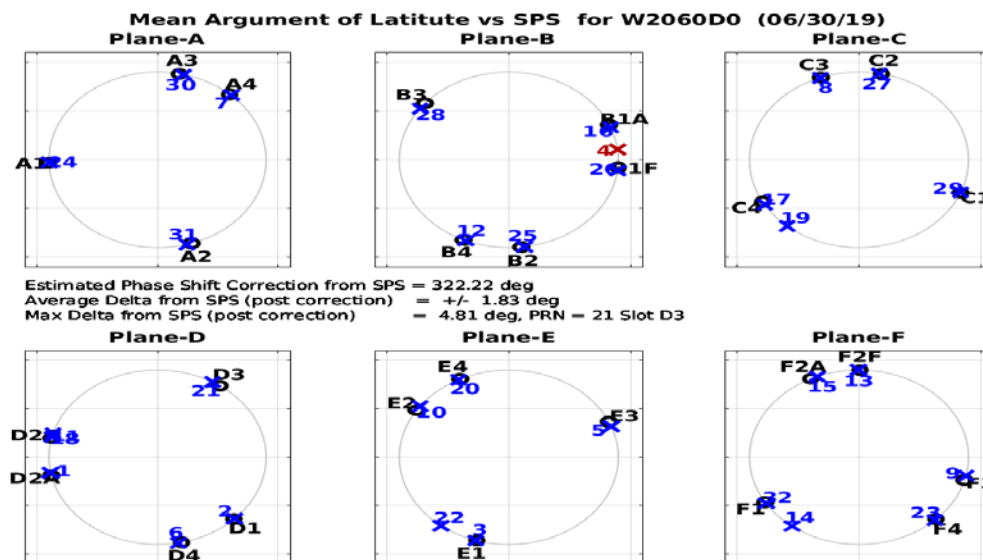 Mean Argument of Latitute vs SPS for W2060D0 (06/30/19)
Plane-A Plane-B Plane-C
A3
30
A4
7
A1 24
31
A2
B3
28
B1A
16
4
26 1F
12
B4
25
B2
C3
8
C2
27
29 C1
17
C4
19
Estimated Phase Shift Correction from SPS = 322.22 deg
Average Delta from SPS (post correction) = +/- 1.83 deg
Max Delta from SPS (post correction) = 4.81 deg, PRN = 21 Slot D3
Plane-D Plane-E Plane-F
D3
21
18
D2A 1
2
D1
6
D4
E4
20
E2
10
E3
5
22
3
E1
F2A
15
F2F
13
9
32
F1
14
23
F4